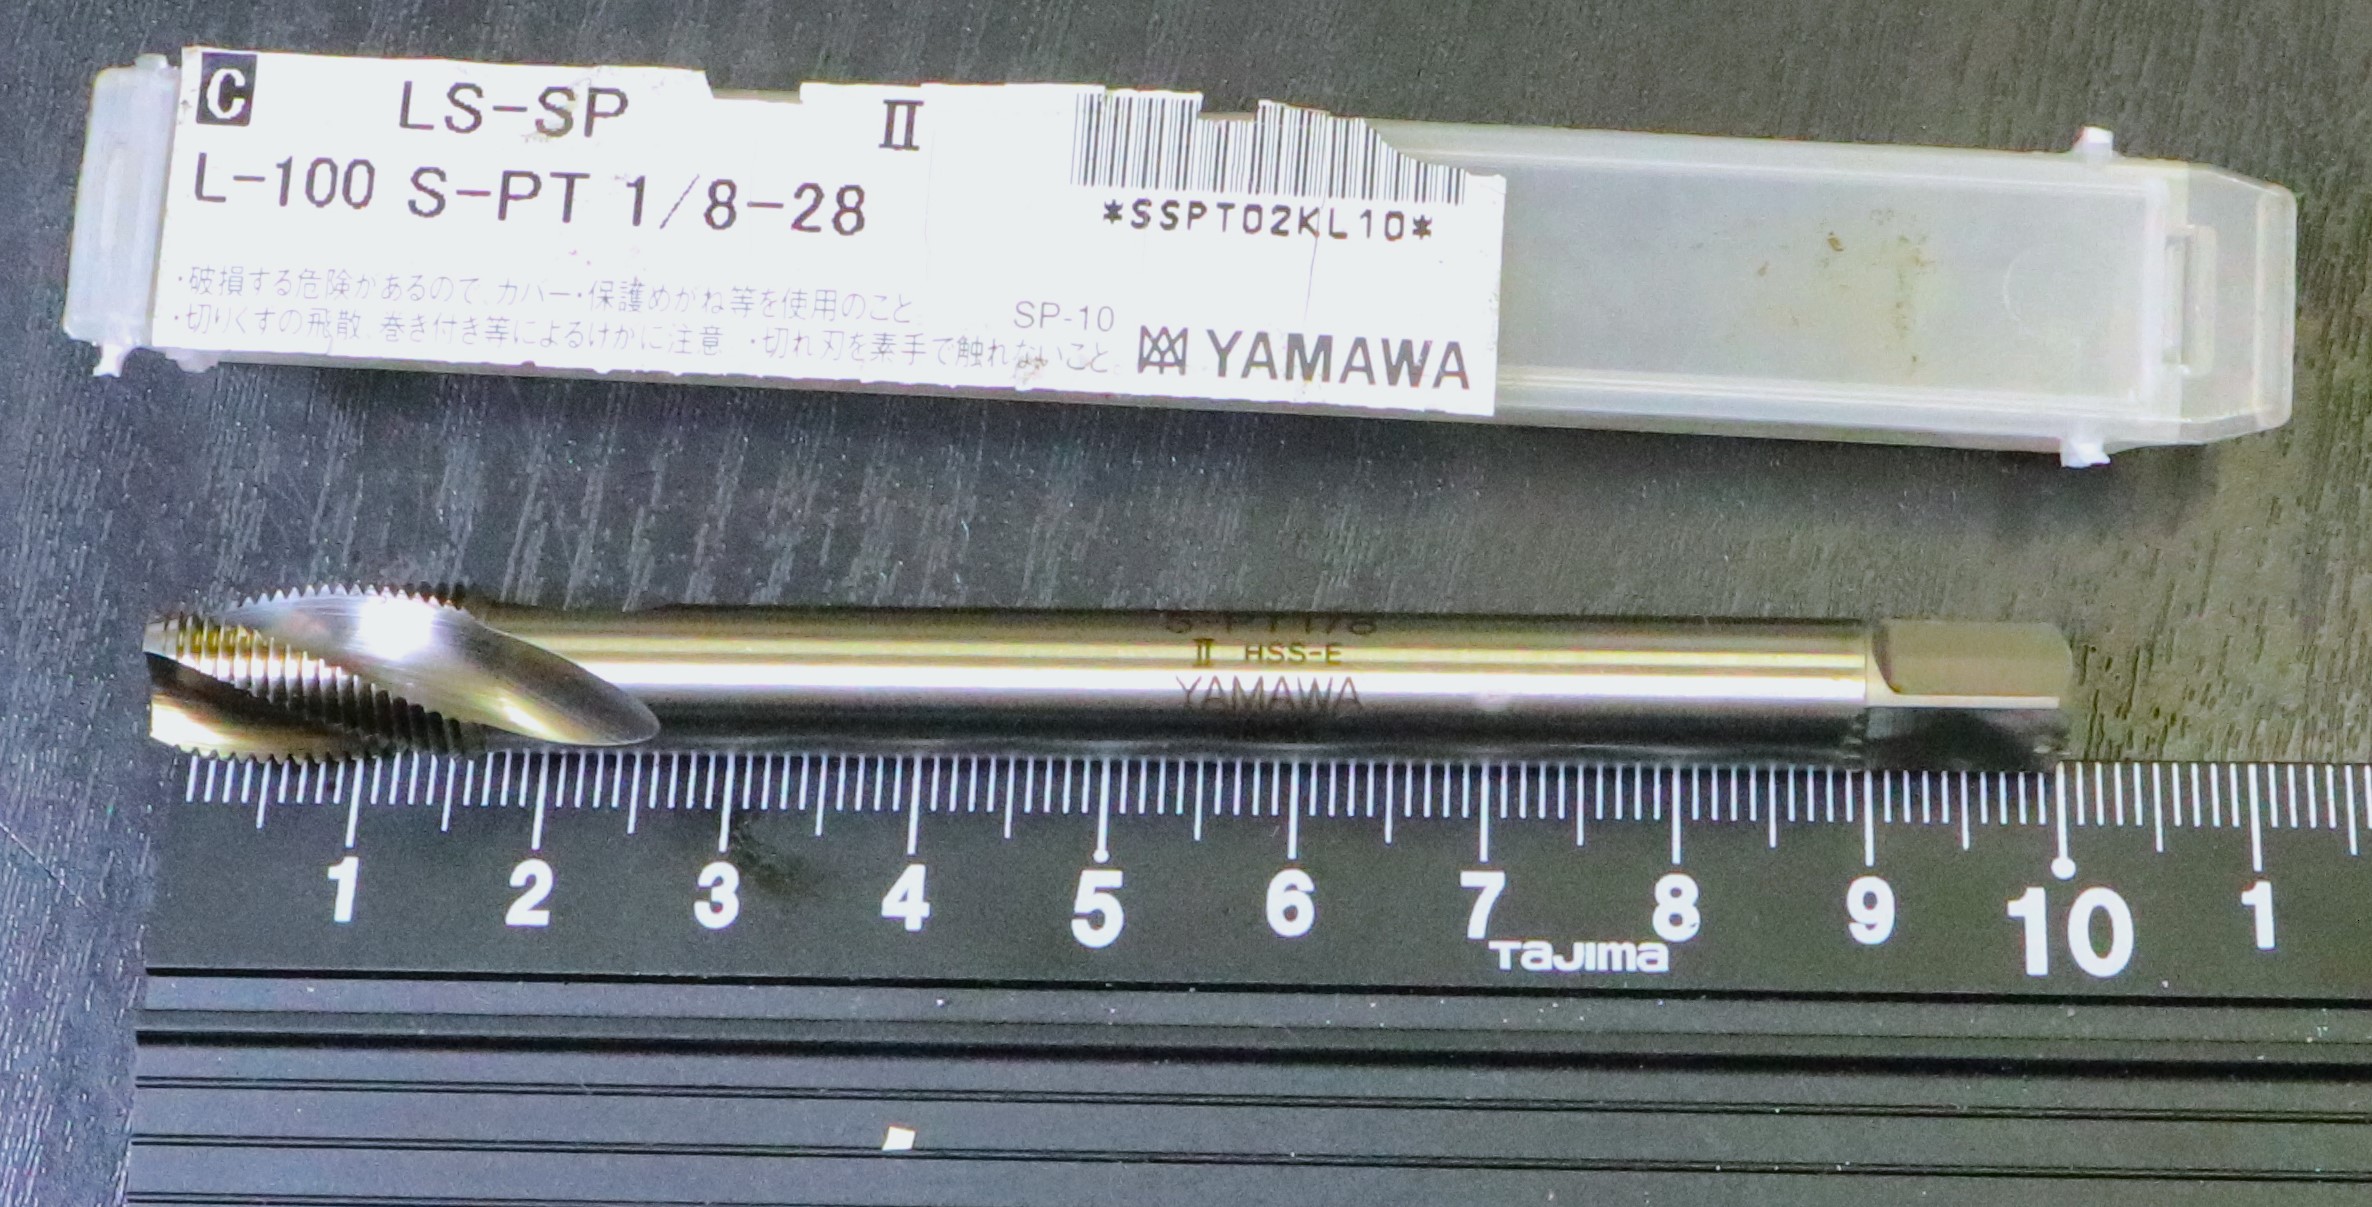 C LS-SP II
L-100 S-PT 1/8-28
*SSPT02KL10*
・破損する危険があるので、カバー・保護めがね等を使用のこと。
・切りくずの飛散、巻き付き等によるけがに注意 ・切れ刃を素手で触れないこと。
SP-10
YAMAWA
S-PT 1/8
II HSS-E
YAMAWA
1 2 3 4 5 6 7 8 9 10 1
TAJIMA